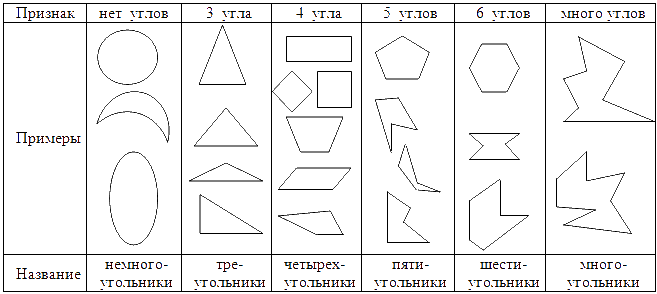 Признак нет углов 3 угла 4 угла 5 углов 6 углов много углов
Примеры
Название немного- тре- четырех- пяти- шести- много-
угольники угольники угольники угольники угольники угольники